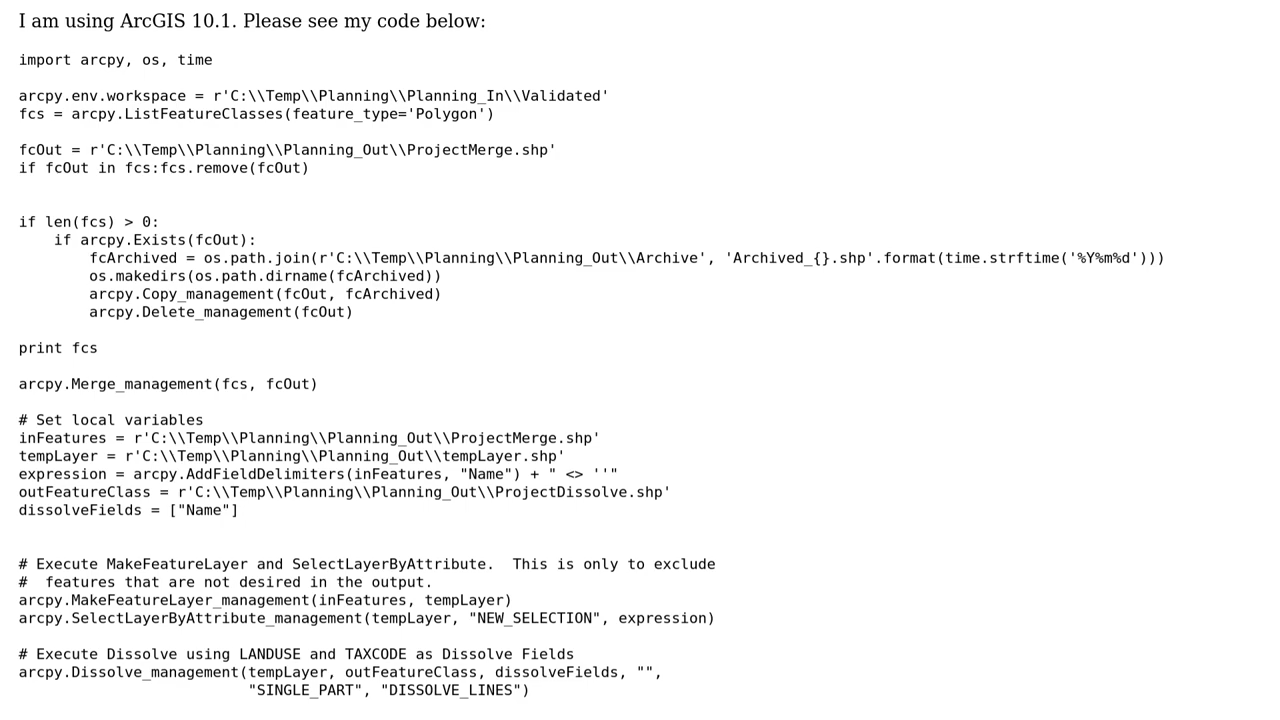 I am using ArcGIS 10.1. Please see my code below:
import arcpy, os, time
arcpy.env.workspace = r'C:\\Temp\\Planning\\Planning_In\\Validated'
fcs = arcpy.ListFeatureClasses(feature_type='Polygon')
fcOut = r'C:\\Temp\\Planning\\Planning_Out\\ProjectMerge.shp'
if fcOut in fcs:fcs.remove(fcOut)
if len(fcs) > 0:
    if arcpy.Exists(fcOut):
        fcArchived = os.path.join(r'C:\\Temp\\Planning\\Planning_Out\\Archive', 'Archived_{}.shp'.format(time.strftime('%Y%m%d')))
        os.makedirs(os.path.dirname(fcArchived))
        arcpy.Copy_management(fcOut, fcArchived)
        arcpy.Delete_management(fcOut)
print fcs
arcpy.Merge_management(fcs, fcOut)
# Set local variables
inFeatures = r'C:\\Temp\\Planning\\Planning_Out\\ProjectMerge.shp'
tempLayer = r'C:\\Temp\\Planning\\Planning_Out\\tempLayer.shp'
expression = arcpy.AddFieldDelimiters(inFeatures, "Name") + " <> ''"
outFeatureClass = r'C:\\Temp\\Planning\\Planning_Out\\ProjectDissolve.shp'
dissolveFields = ["Name"]
# Execute MakeFeatureLayer and SelectLayerByAttribute.  This is only to exclude
#  features that are not desired in the output.
arcpy.MakeFeatureLayer_management(inFeatures, tempLayer)
arcpy.SelectLayerByAttribute_management(tempLayer, "NEW_SELECTION", expression)
# Execute Dissolve using LANDUSE and TAXCODE as Dissolve Fields
arcpy.Dissolve_management(tempLayer, outFeatureClass, dissolveFields, "",
                          "SINGLE_PART", "DISSOLVE_LINES")